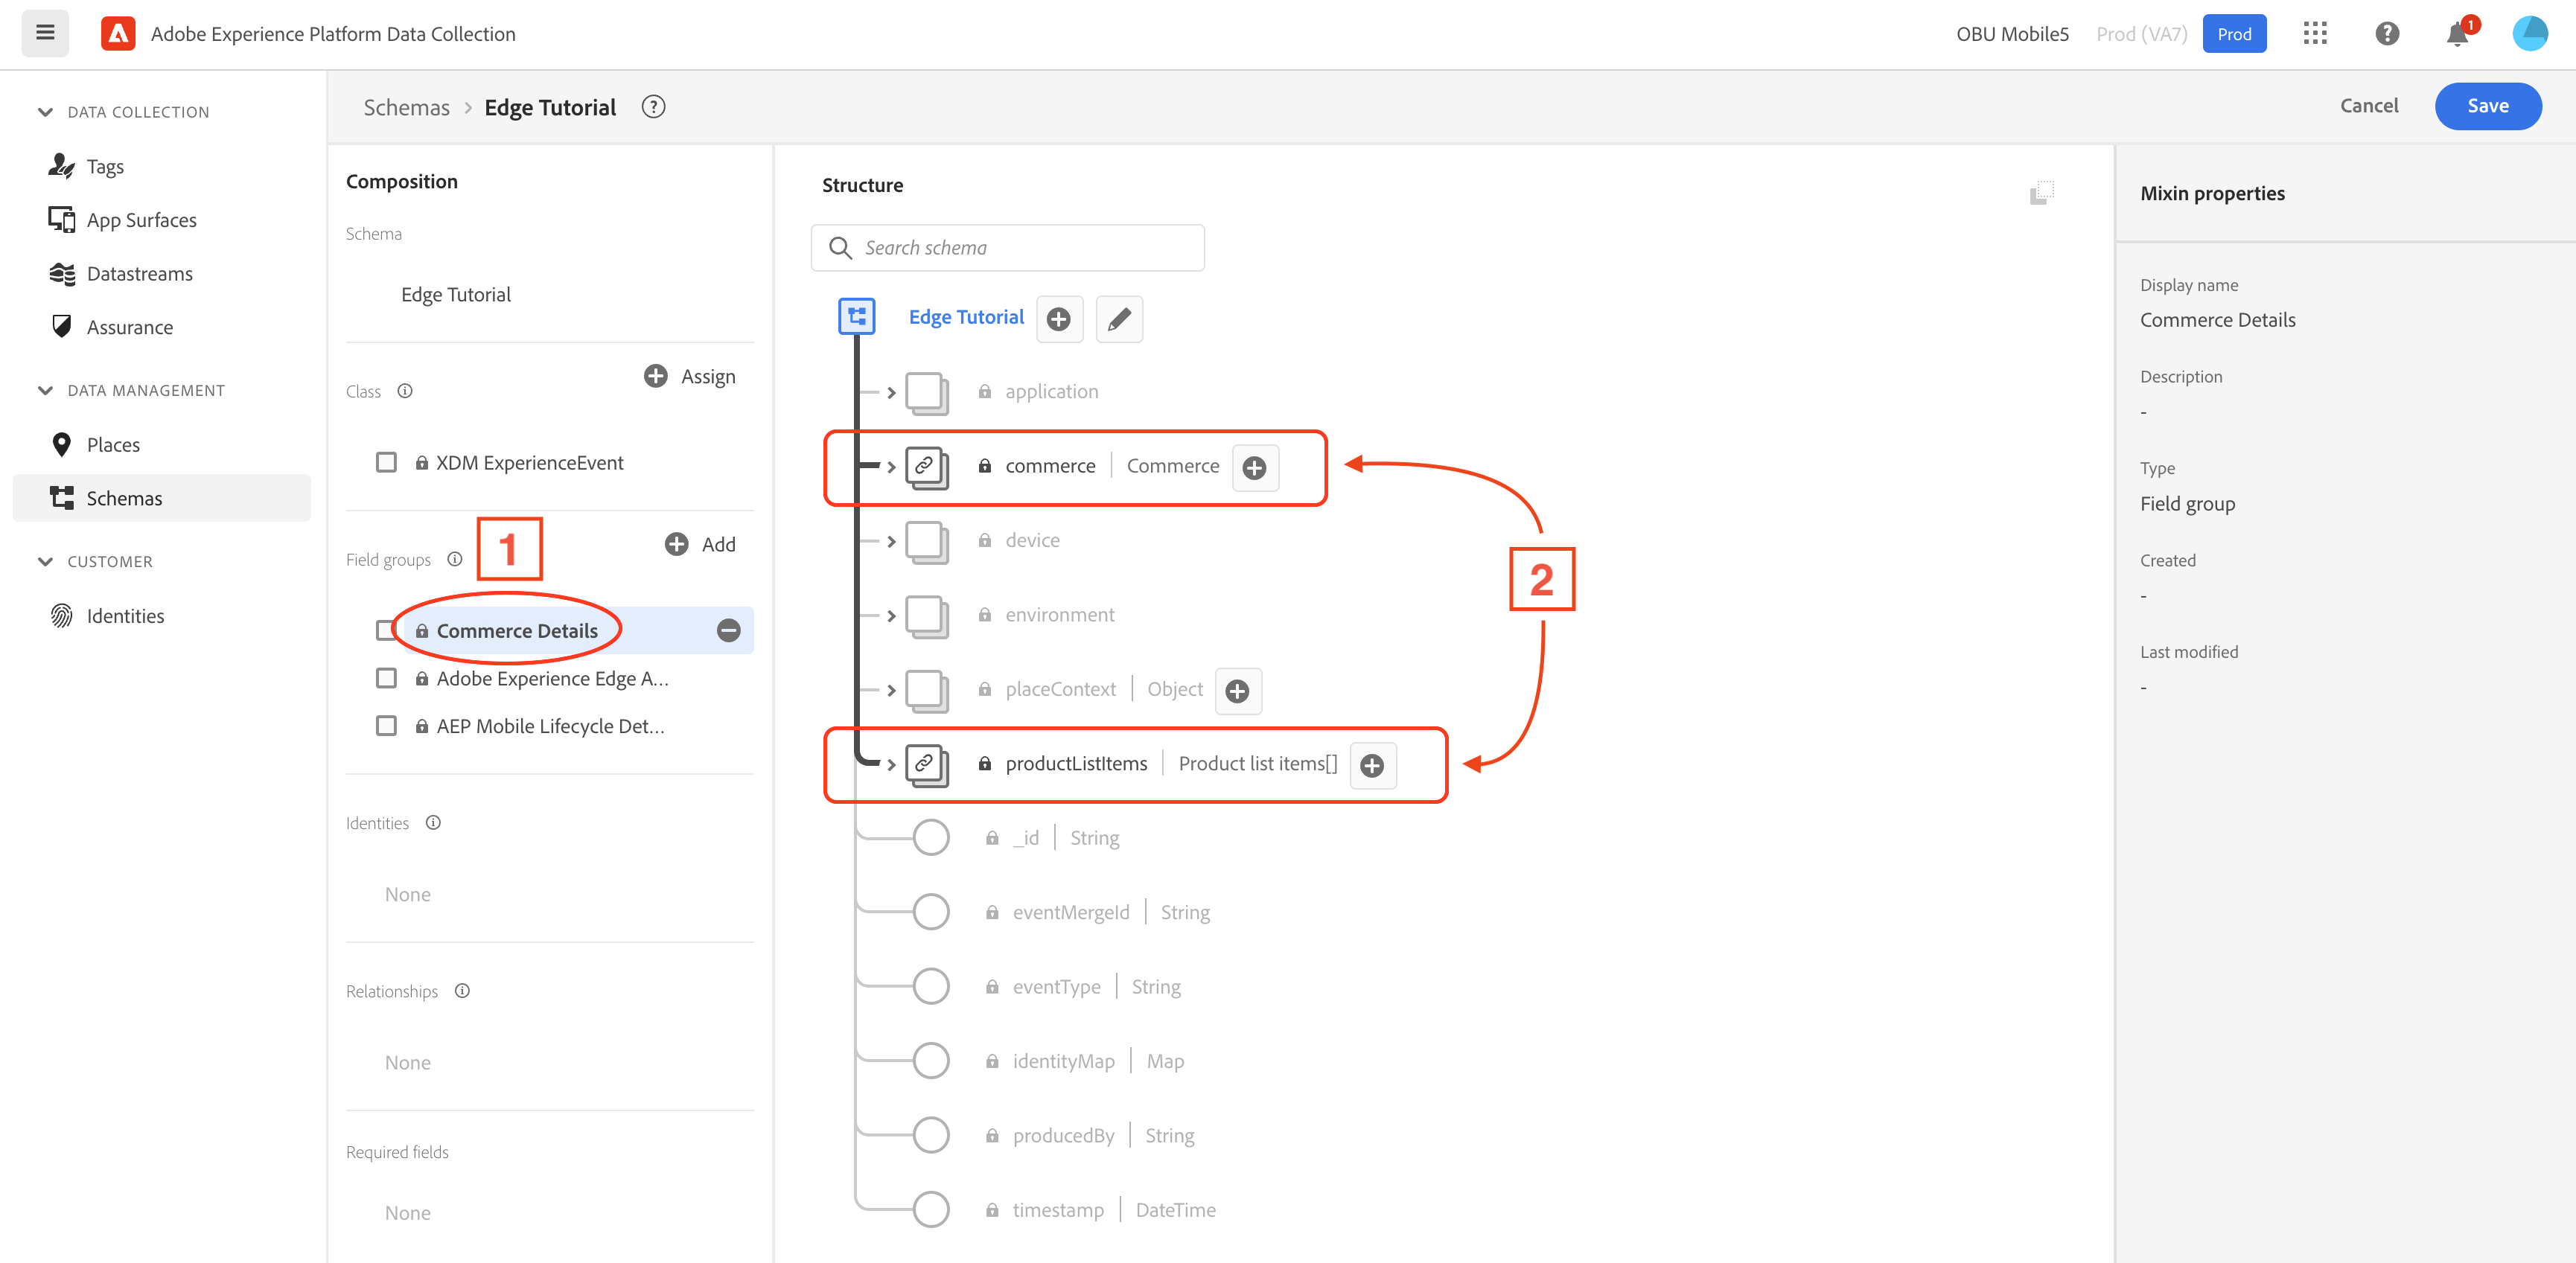 Adobe Experience Platform Data Collection
OBU Mobile5 Prod (VA7) Prod 1
DATA COLLECTION
Tags
App Surfaces
Datastreams
Assurance
DATA MANAGEMENT
Places
Schemas
CUSTOMER
Identities
Schemas > Edge Tutorial
Cancel Save
Composition
Schema
Edge Tutorial
Class
Assign
XDM ExperienceEvent
Field groups
1
Add
Commerce Details
Adobe Experience Edge A...
AEP Mobile Lifecycle Det...
Identities
None
Relationships
None
Required fields
None
Structure
Search schema
Edge Tutorial
application
commerce | Commerce
device
environment
placeContext | Object
productListItems | Product list items[]
_id | String
eventMergeId | String
eventType | String
identityMap | Map
producedBy | String
timestamp | DateTime
2
Mixin properties
Display name
Commerce Details
Description
-
Type
Field group
Created
-
Last modified
-